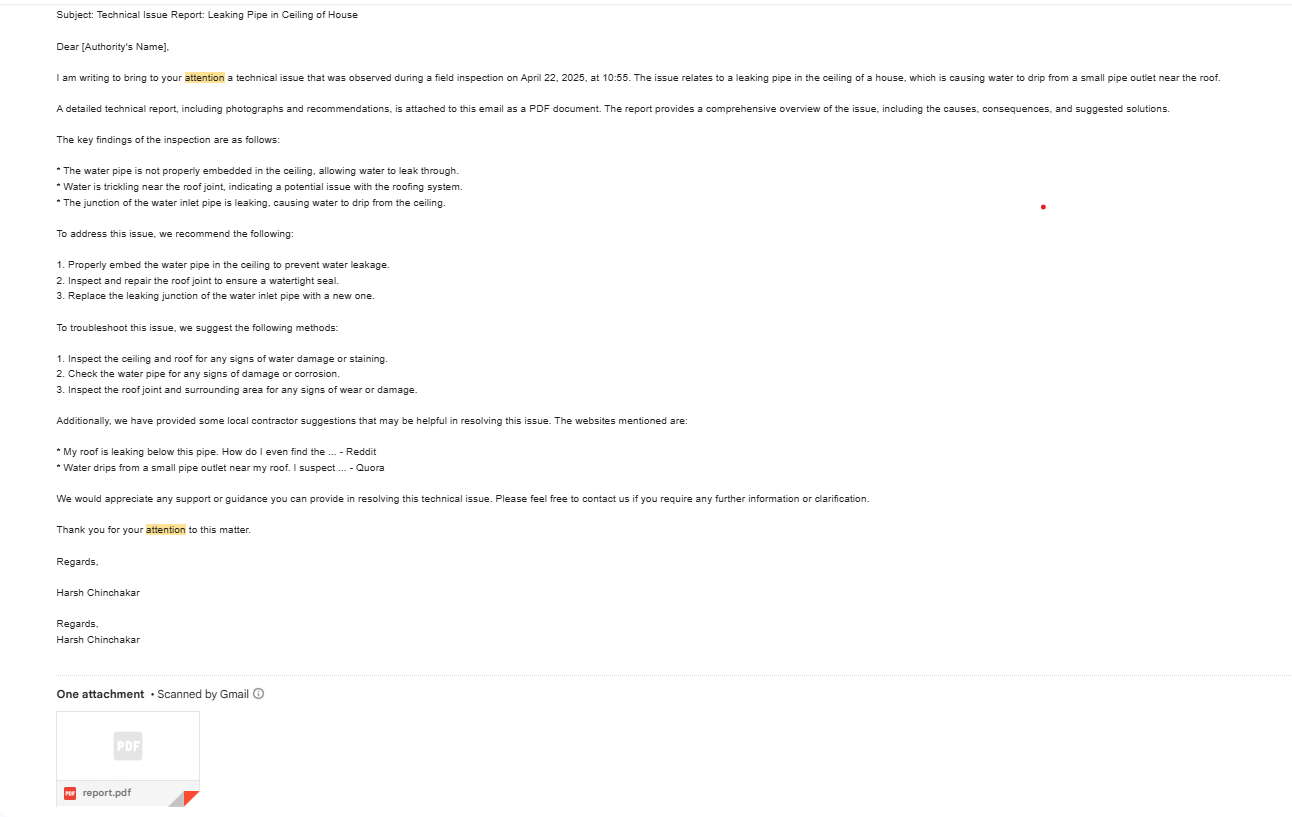 Subject: Technical Issue Report: Leaking Pipe in Ceiling of House
Dear [Authority's Name],
I am writing to bring to your attention a technical issue that was observed during a field inspection on April 22, 2025, at 10:55. The issue relates to a leaking pipe in the ceiling of a house, which is causing water to drip from a small pipe outlet near the roof.
A detailed technical report, including photographs and recommendations, is attached to this email as a PDF document. The report provides a comprehensive overview of the issue, including the causes, consequences, and suggested solutions.
The key findings of the inspection are as follows:
* The water pipe is not properly embedded in the ceiling, allowing water to leak through.
* Water is trickling near the roof joint, indicating a potential issue with the roofing system.
* The junction of the water inlet pipe is leaking, causing water to drip from the ceiling.
To address this issue, we recommend the following:
1. Properly embed the water pipe in the ceiling to prevent water leakage.
2. Inspect and repair the roof joint to ensure a watertight seal.
3. Replace the leaking junction of the water inlet pipe with a new one.
To troubleshoot this issue, we suggest the following methods:
1. Inspect the ceiling and roof for any signs of water damage or staining.
2. Check the water pipe for any signs of damage or corrosion.
3. Inspect the roof joint and surrounding area for any signs of wear or damage.
Additionally, we have provided some local contractor suggestions that may be helpful in resolving this issue. The websites mentioned are:
* My roof is leaking below this pipe. How do I even find the ... - Reddit
* Water drips from a small pipe outlet near my roof. I suspect ... - Quora
We would appreciate any support or guidance you can provide in resolving this technical issue. Please feel free to contact us if you require any further information or clarification.
Thank you for your attention to this matter.
Regards,
Harsh Chinchakar
Regards,
Harsh Chinchakar
One attachment • Scanned by Gmail
PDF
PDF report.pdf